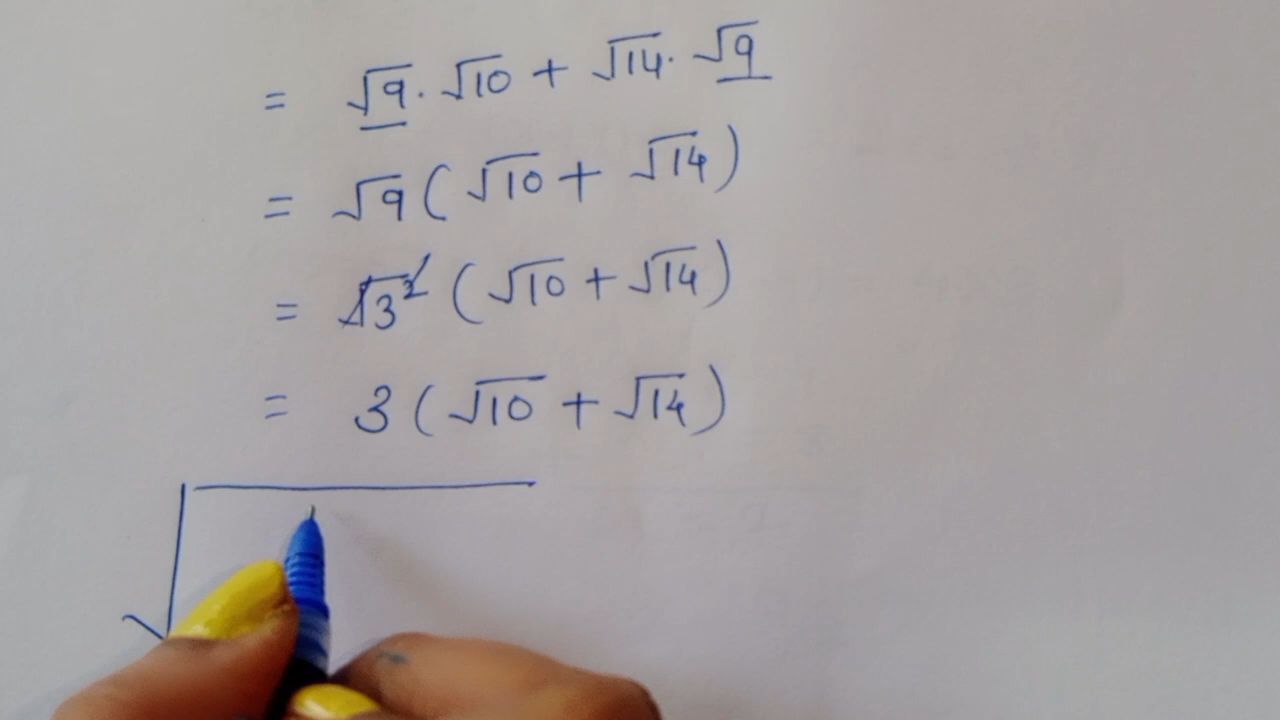 = √9 · √10 + √14 · √9
= √9 ( √10 + √14 )
= √3² ( √10 + √14 )
= 3 ( √10 + √14 )
√